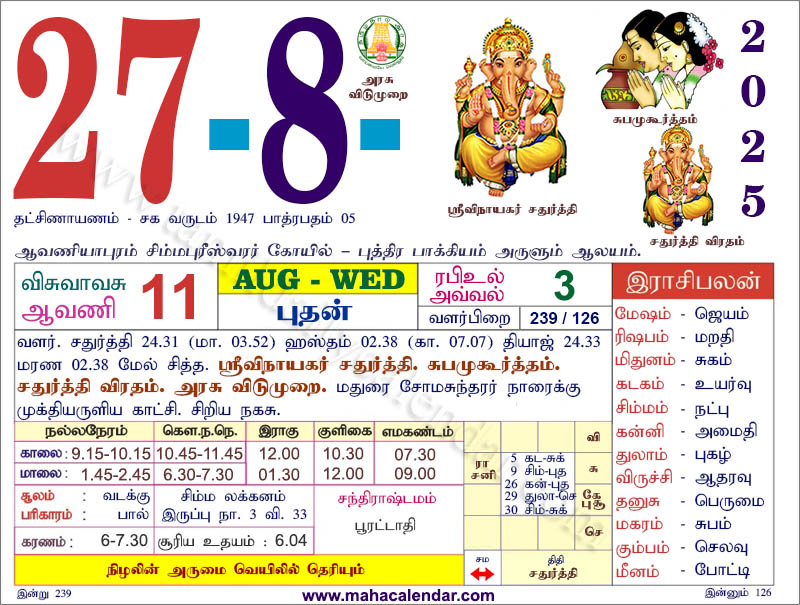 27-8-
2025
அரசு
விடுமுறை
ஸ்ரீவிநாயகர் சதுர்த்தி
சுபமுகூர்த்தம்
சதுர்த்தி விரதம்
தட்சிணாயணம் - சக வருடம் 1947 பாத்ரபதம் 05
ஆவணியாபுரம் சிம்மபுரீஸ்வரர் கோயில் – புத்திர பாக்கியம் அருளும் ஆலயம்.
விசுவாவசு
ஆவணி 11
AUG - WED
புதன்
ரபிஉல்
அவ்வல் 3
வளர்பிறை 239 / 126
வளர். சதுர்த்தி 24.31 (மா. 03.52) ஹஸ்தம் 02.38 (கா. 07.07) தியாஜ் 24.33
மரண 02.38 மேல் சித்த. ஸ்ரீவிநாயகர் சதுர்த்தி. சுபமுகூர்த்தம்.
சதுர்த்தி விரதம். அரசு விடுமுறை. மதுரை சோமசுந்தரர் நாரைக்கு
முக்தியருளிய காட்சி. சிறிய நகசு.
நல்லநேரம் கௌ.ந.நே. இராகு குளிகை எமகண்டம்
காலை: 9.15-10.15 10.45-11.45 12.00 10.30 07.30
மாலை: 1.45-2.45 6.30-7.30 01.30 12.00 09.00
சூலம் : வடக்கு
பரிகாரம் : பால்
சிம்ம லக்கனம்
இருப்பு நா. 3 வி. 33
சந்திராஷ்டமம்
பூரட்டாதி
கரணம் : 6-7.30 சூரிய உதயம் : 6.04
நிழலின் அருமை வெயிலில் தெரியும்
வி
ரா
சனி
5 கட-சுக்
9 சிம்-புத
26 கன்-புத
29 துலா-செ
30 சிம்-சுக்
சு
கே
பூசூ
செ
சம
திதி
சதுர்த்தி
இராசிபலன்
மேஷம் - ஜெயம்
ரிஷபம் - மறதி
மிதுனம் - சுகம்
கடகம் - உயர்வு
சிம்மம் - நட்பு
கன்னி - அமைதி
துலாம் - புகழ்
விருச்சி - ஆதரவு
தனுசு - பெருமை
மகரம் - சுபம்
கும்பம் - செலவு
மீனம் - போட்டி
இன்று 239
www.mahacalendar.com
இன்னும் 126